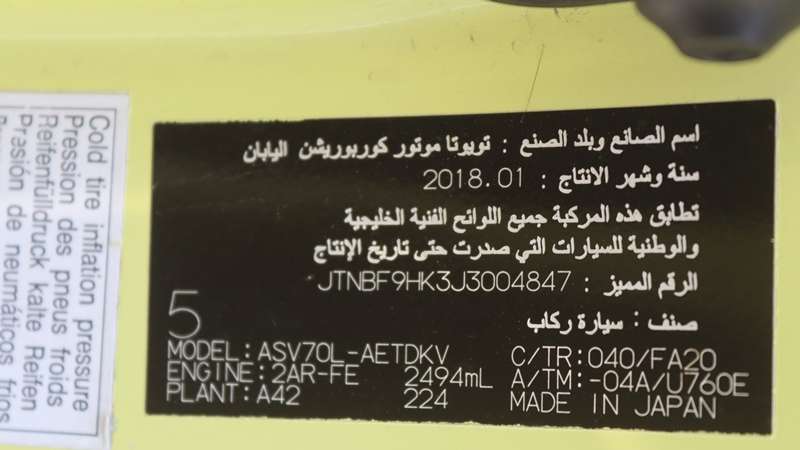 Cold tire inflation pressure
Pression des pneus froids
Reifenfülldruck kalte Reifen
Prasión de neumáticos frios
اسم الصانع وبلد الصنع : تويوتا موتور كوربوريشن اليابان
سنة وشهر الانتاج : 2018.01
تطابق هذه المركبة جميع اللوائح الفنية الخليجية
والوطنية للسيارات التي صدرت حتى تاريخ الإنتاج
الرقم المميز : JTNBF9HK3J3004847
صنف : سيارة ركاب
5
MODEL:ASV70L-AETDKV C/TR:040/FA20
ENGINE:2AR-FE 2494mL A/TM:-04A/U760E
PLANT:A42 224 MADE IN JAPAN